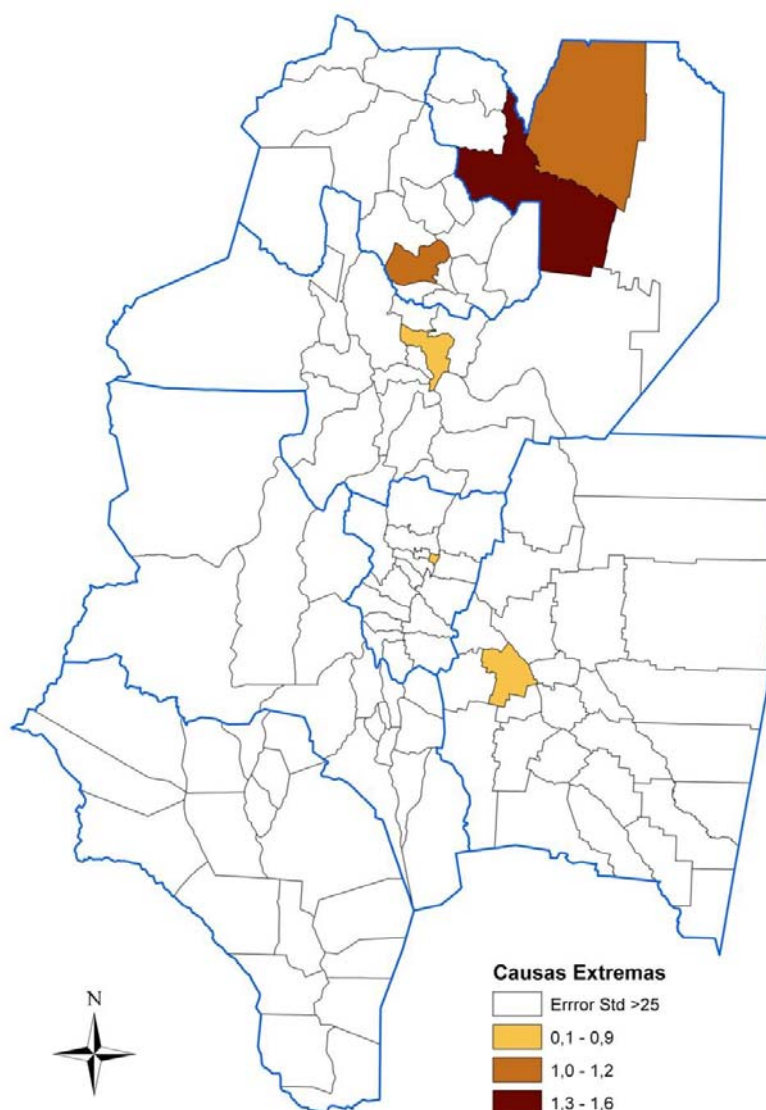 N
Causas Extremas
Errror Std >25
0,1 - 0,9
1,0 - 1,2
1,3 - 1,6